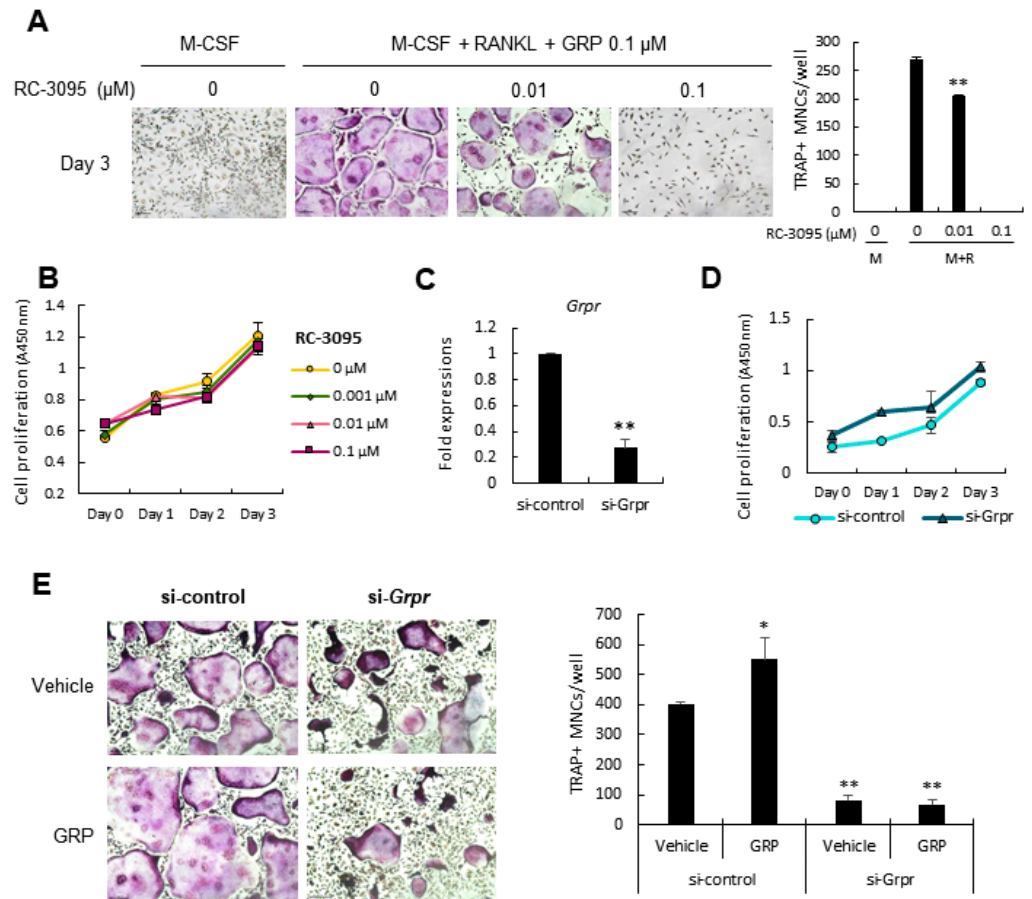 A
M-CSF
M-CSF + RANKL + GRP 0.1 µM
RC-3095 (µM)
0
0
0.01
0.1
Day 3
TRAP+ MNCs/well
300
250
200
150
100
50
0
**
RC-3095 (µM)
0
0
0.01
0.1
M
M+R
B
Cell proliferation (A450 nm)
1.4
1.2
1
0.8
0.6
0.4
0.2
Day 0
Day 1
Day 2
Day 3
RC-3095
0 µM
0.001 µM
0.01 µM
0.1 µM
C
Grpr
Fold expressions
1.2
1
0.8
0.6
0.4
0.2
0
**
si-control
si-Grpr
D
Cell proliferation (A450 nm)
1.5
1
0.5
0
Day 0
Day 1
Day 2
Day 3
si-control
si-Grpr
E
si-control
si-Grpr
Vehicle
GRP
TRAP+ MNCs/well
700
600
500
400
300
200
100
0
*
**
**
Vehicle
GRP
Vehicle
GRP
si-control
si-Grpr